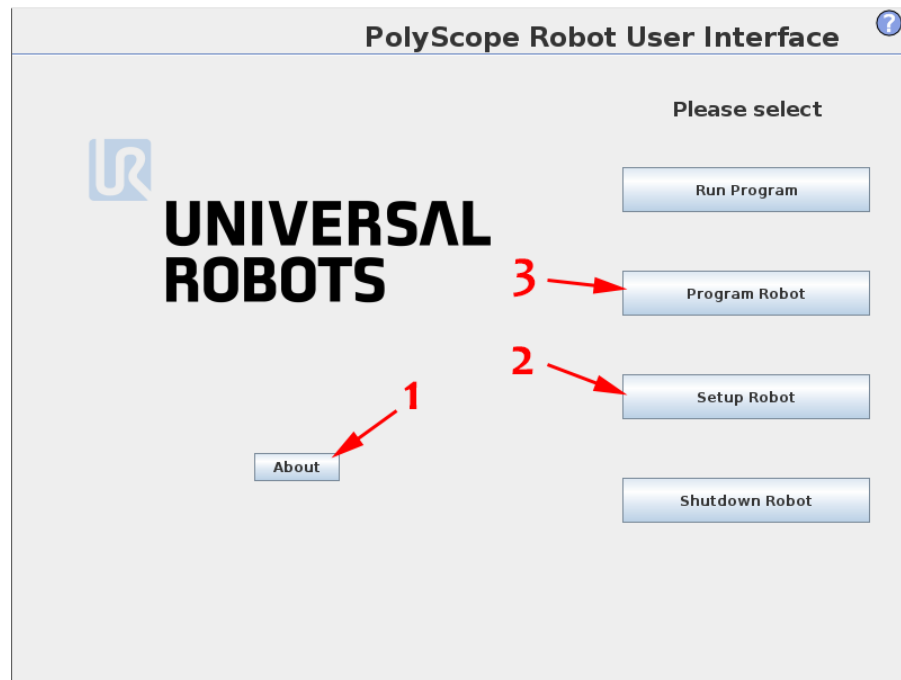 PolyScope Robot User Interface
?
Please select
UR
UNIVERSAL
ROBOTS
Run Program
3
Program Robot
2
Setup Robot
1
About
Shutdown Robot